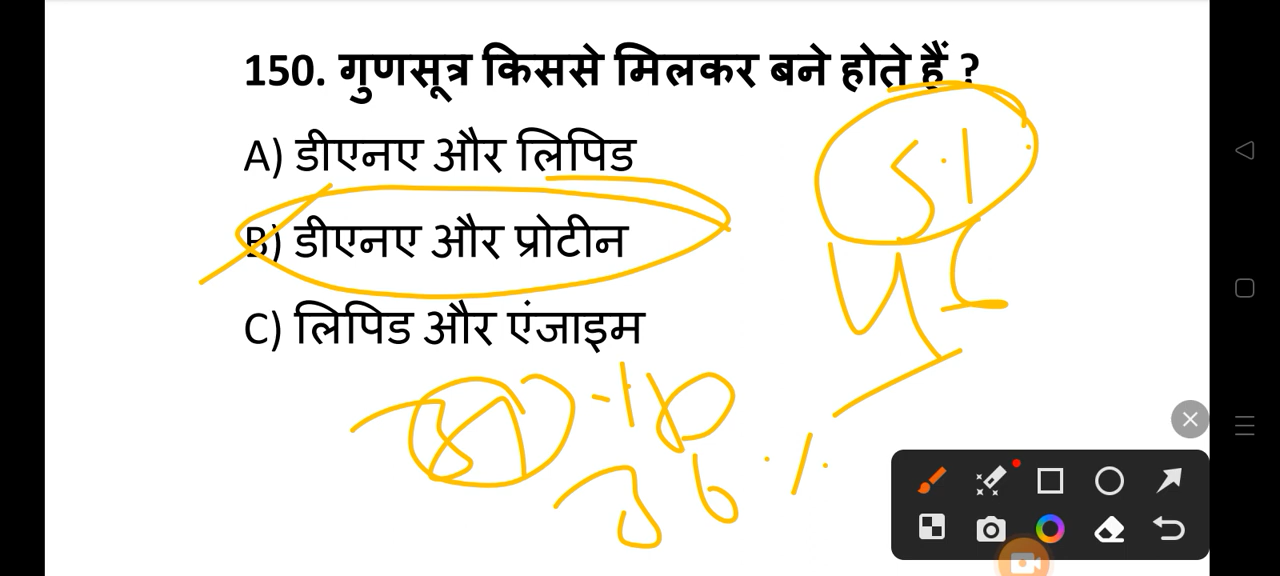 150. गुणसूत्र किससे मिलकर बने होते हैं ?
A) डीएनए और लिपिड
B) डीएनए और प्रोटीन
C) लिपिड और एंजाइम